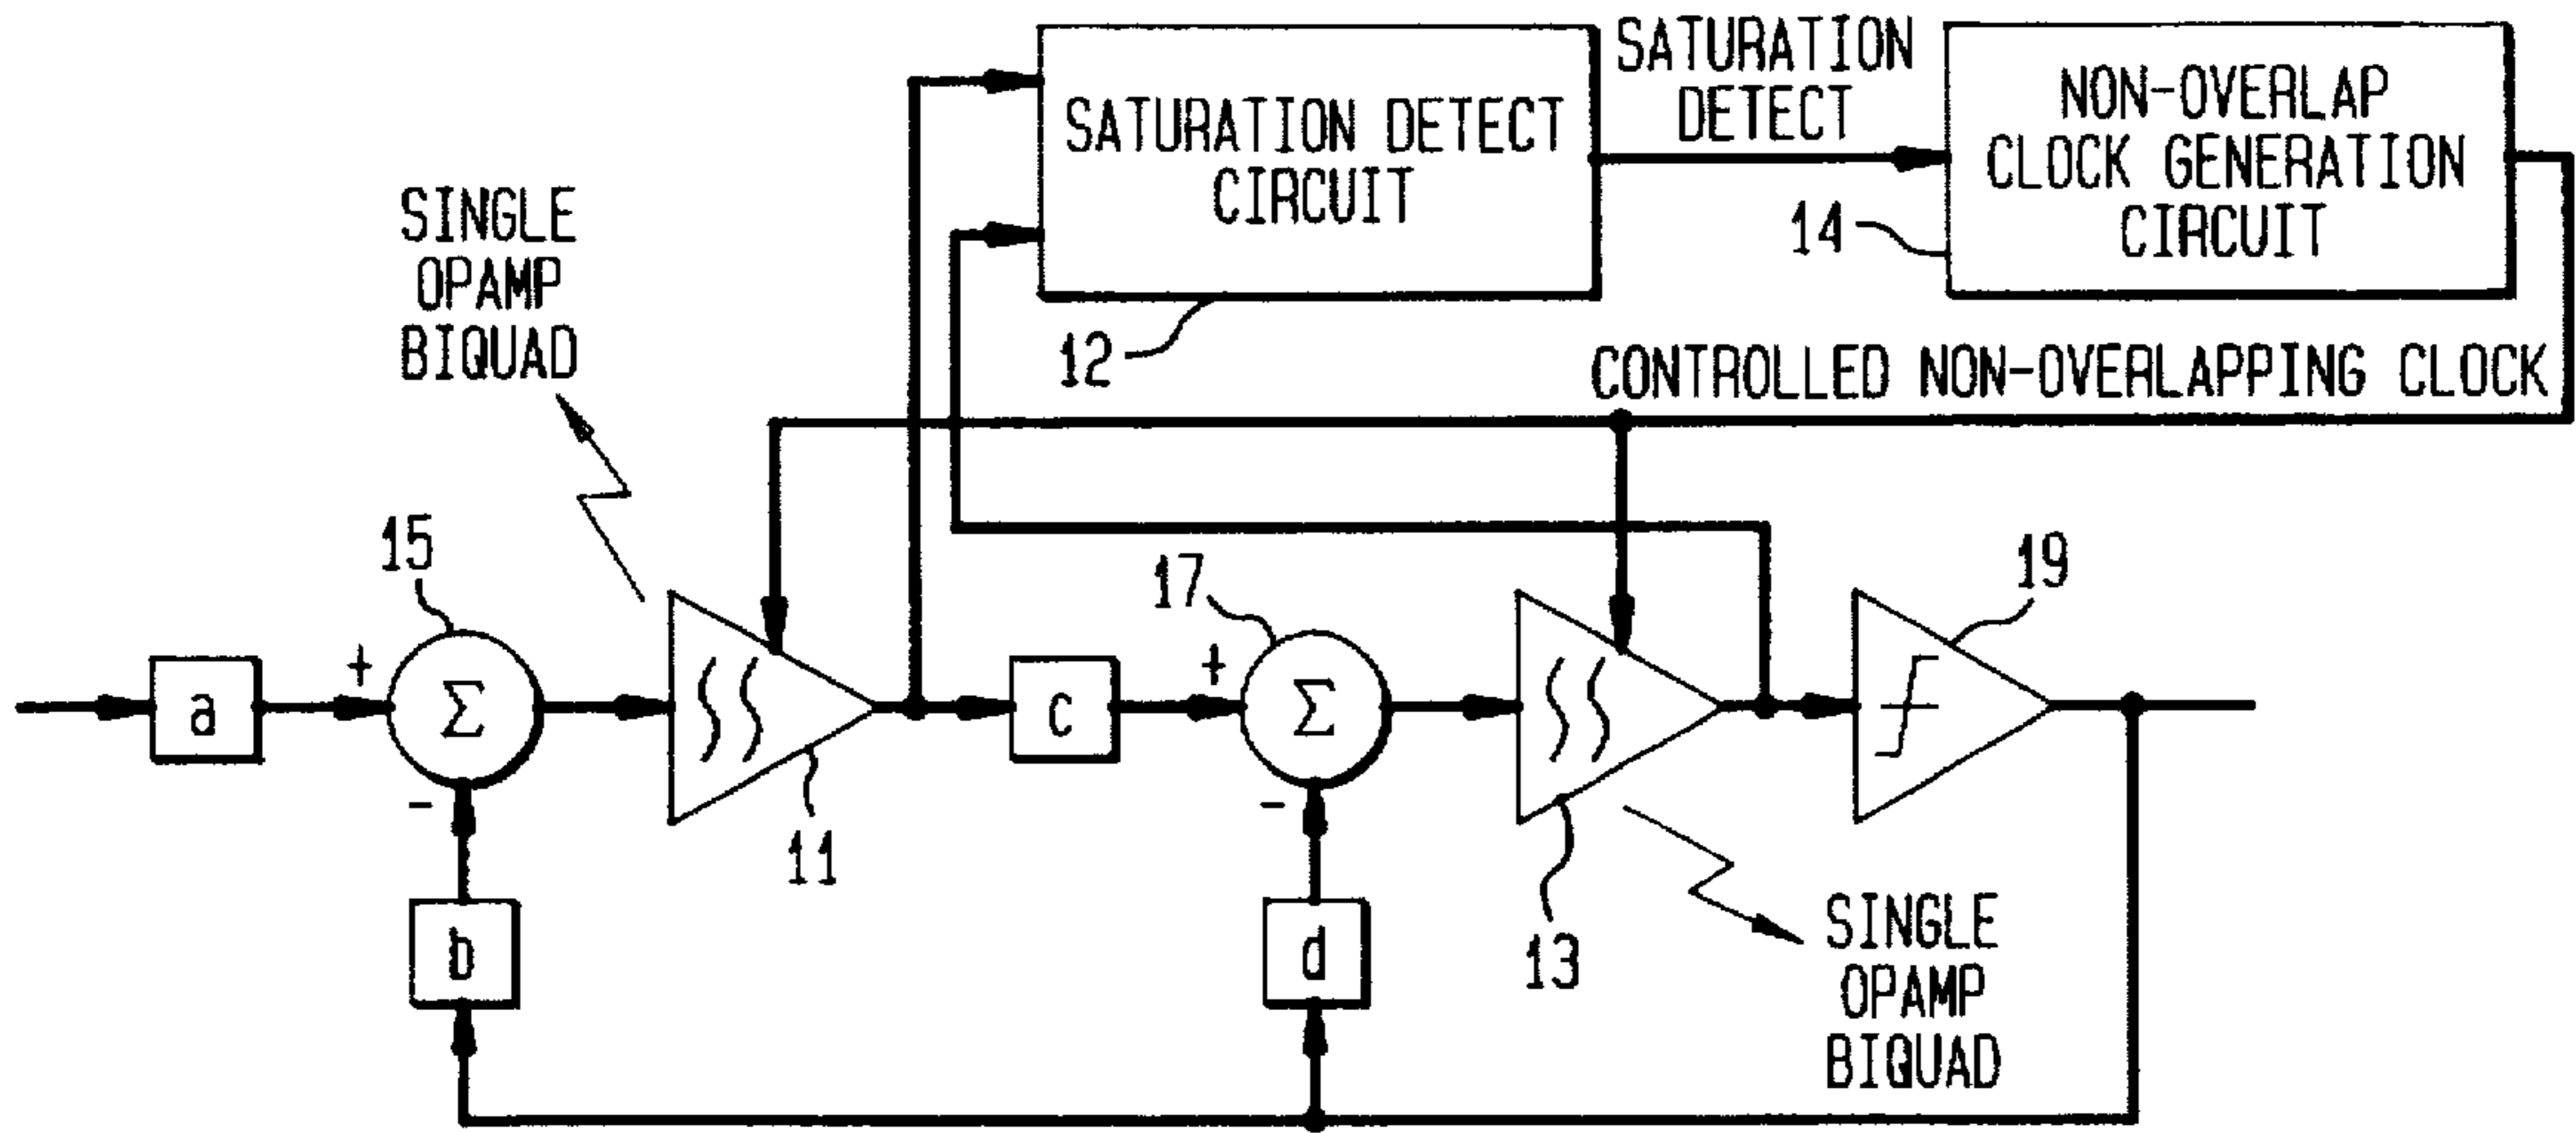 SATURATION DETECT
CIRCUIT
SATURATION
DETECT
NON-OVERLAP
CLOCK GENERATION
CIRCUIT
14
12
SINGLE
OPAMP
BIQUAD
CONTROLLED NON-OVERLAPPING CLOCK
15
17
19
a
+
Σ
c
+
Σ
-
11
-
13
b
d
SINGLE
OPAMP
BIQUAD